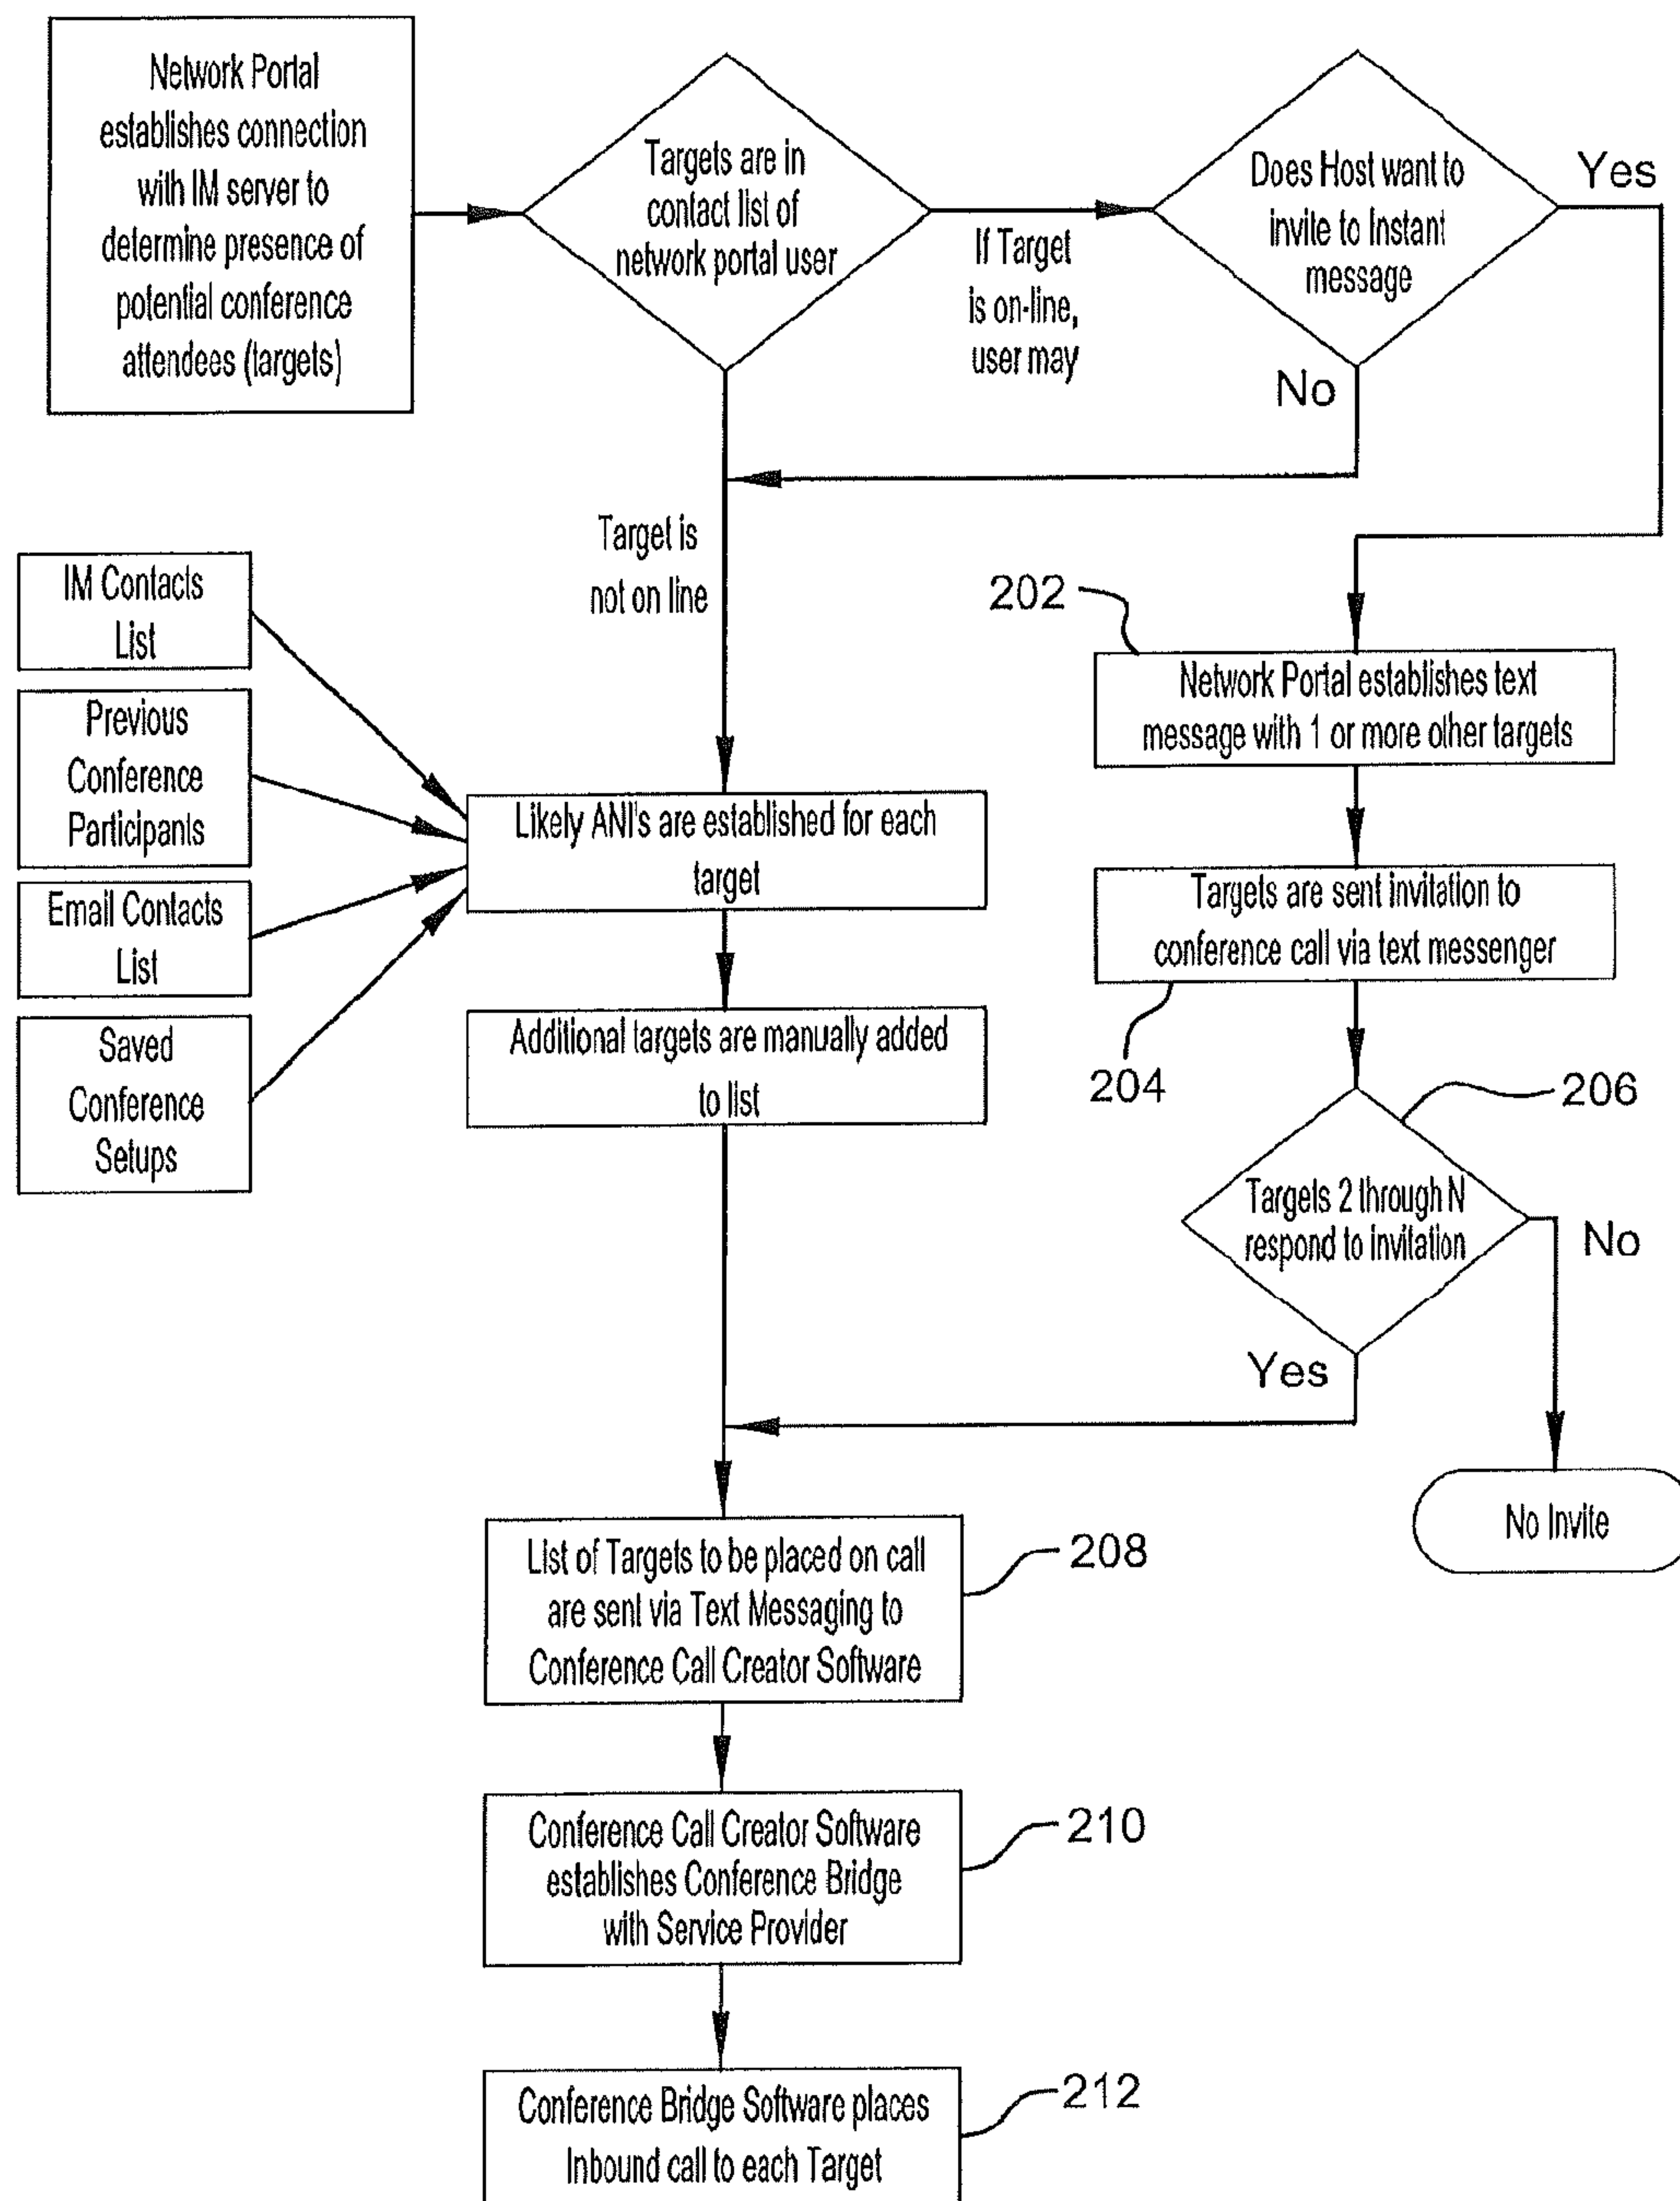 Network Portal
establishes connection
with IM server to
determine presence of
potential conference
attendees (targets)
Targets are in
contact list of
network portal user
If Target
is on-line,
user may
Does Host want to
invite to Instant
message
Yes
No
Target is
not on line
IM Contacts
List
Previous
Conference
Participants
Email Contacts
List
Saved
Conference
Setups
Likely ANI's are established for each
target
Additional targets are manually added
to list
202
Network Portal establishes text
message with 1 or more other targets
Targets are sent invitation to
conference call via text messenger
204
206
Targets 2 through N
respond to invitation
No
Yes
No Invite
List of Targets to be placed on call
are sent via Text Messaging to
Conference Call Creator Software
208
Conference Call Creator Software
establishes Conference Bridge
with Service Provider
210
Conference Bridge Software places
Inbound call to each Target
212